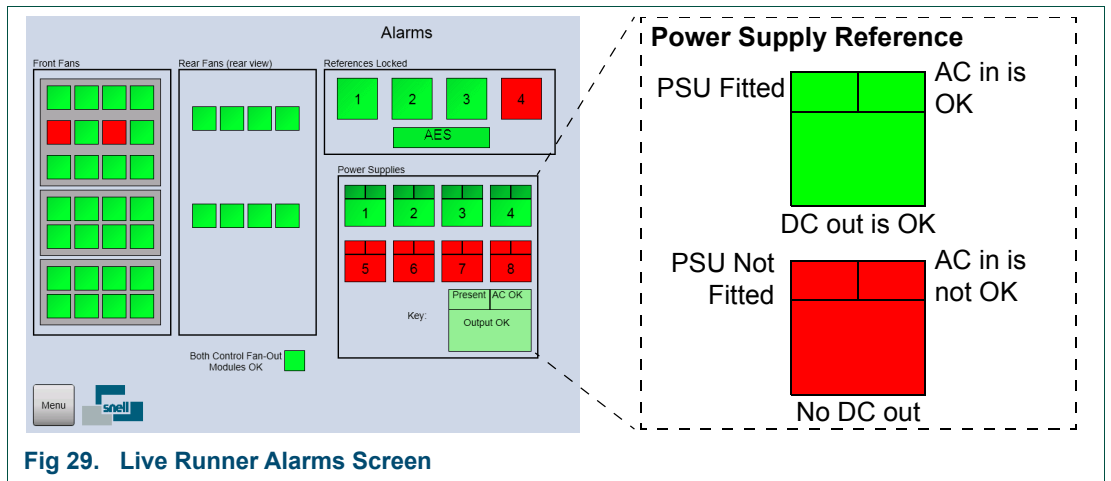 Alarms
Front Fans
Rear Fans (rear view)
References Locked
1 2 3 4
AES
Power Supplies
1 2 3 4
5 6 7 8
Key:
Present AC OK
Output OK
Both Control Fan-Out
Modules OK
Menu
snell
Power Supply Reference
PSU Fitted
AC in is
OK
DC out is OK
PSU Not
Fitted
AC in is
not OK
No DC out
Fig 29. Live Runner Alarms Screen